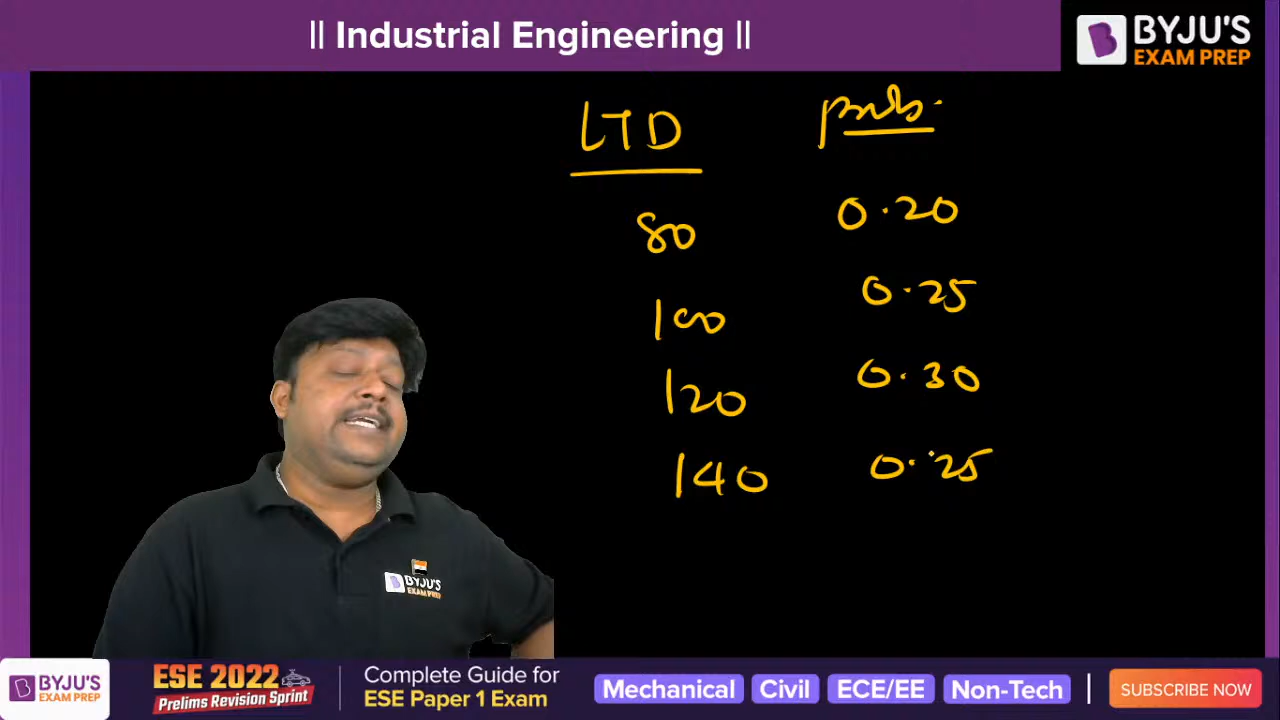 || Industrial Engineering ||
BYJU'S
EXAM PREP
LTD prob.
80 0.20
100 0.25
120 0.30
140 0.25
BYJU'S
EXAM PREP
BYJU'S
EXAM PREP
ESE 2022
Prelims Revision Sprint
Complete Guide for
ESE Paper 1 Exam
Mechanical Civil ECE/EE Non-Tech
SUBSCRIBE NOW